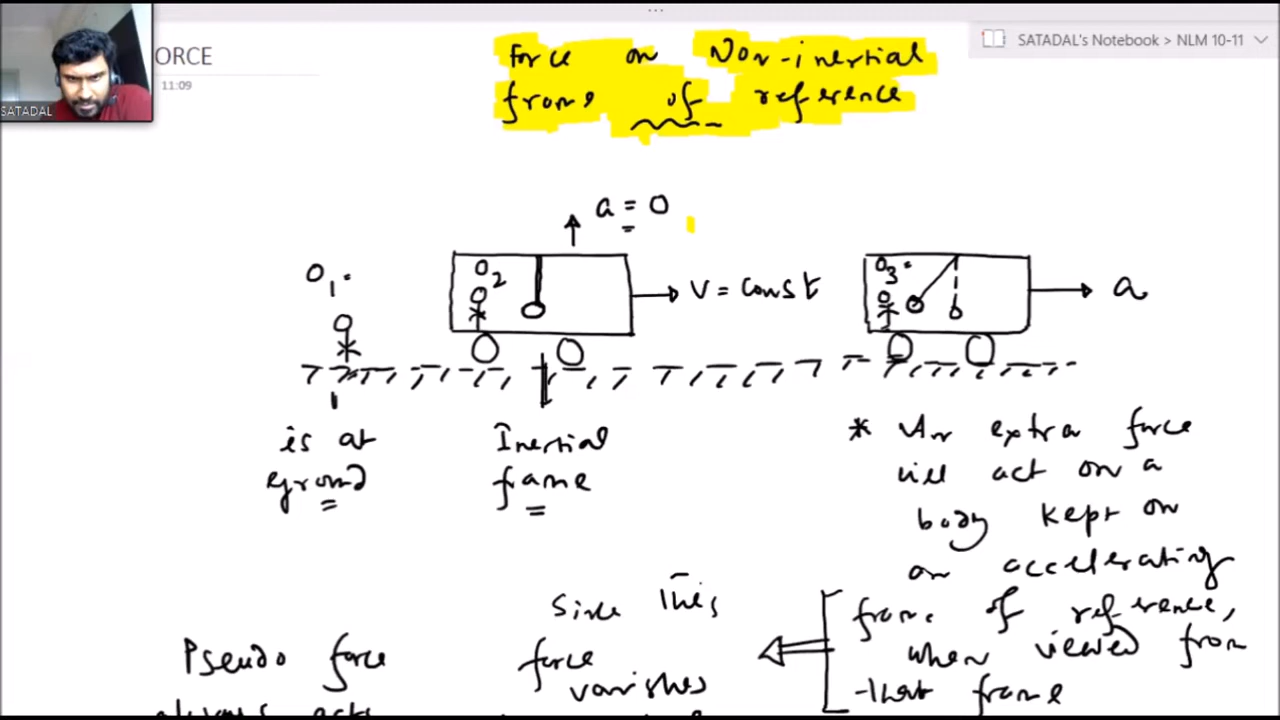 ORCE
SATADAL's Notebook > NLM 10-11
11:09
SATADAL
Force on Non-inertial
frame of reference
a = 0
O1
O2
V = const
O3
a
is at
ground
Inertial
frame
* An extra force
will act on a
body kept on
an accelerating
frame of reference,
when viewed from
that frame
Since this
force
vanishes
Pseudo force
always acts